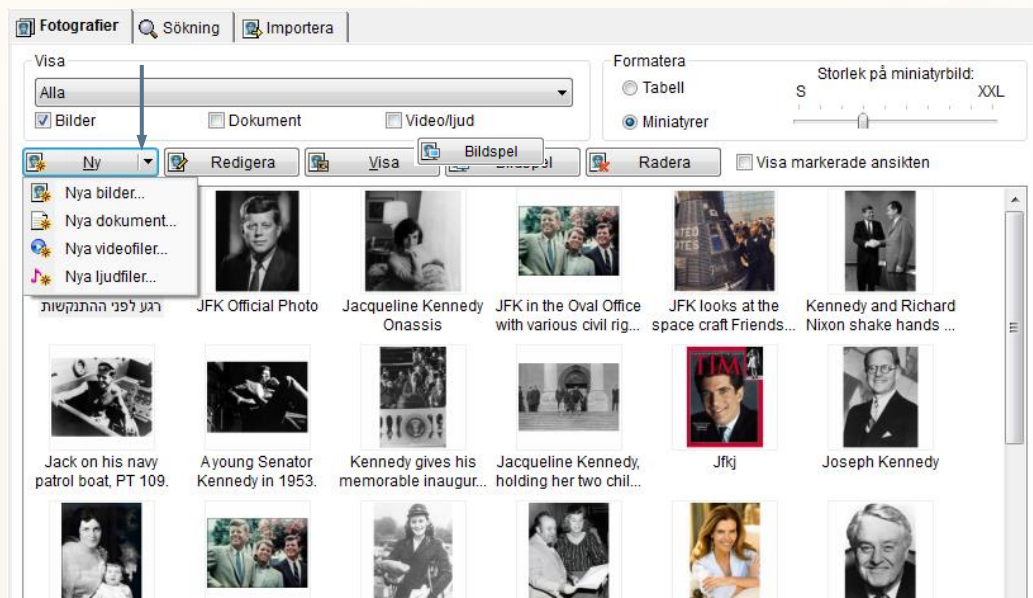 Fotografier
Sökning
Importera
Visa
Alla
Bilder
Dokument
Video/ljud
Formatera
Tabell
Miniatyrer
Storlek på miniatyrbild:
S
XXL
Ny
Redigera
Visa
Bildspel
Bildspel
Radera
Visa markerade ansikten
Nya bilder...
Nya dokument...
Nya videofiler...
Nya ljudfiler...
רגע לפני ההתנקשות
JFK Official Photo
Jacqueline Kennedy
Onassis
JFK in the Oval Office
with various civil rig...
UNITED
STATES
JFK looks at the
space craft Friends...
Kennedy and Richard
Nixon shake hands ...
Jack on his navy
patrol boat, PT 109.
A young Senator
Kennedy in 1953.
Kennedy gives his
memorable inaugur...
Jacqueline Kennedy,
holding her two chil...
Jfkj
Joseph Kennedy